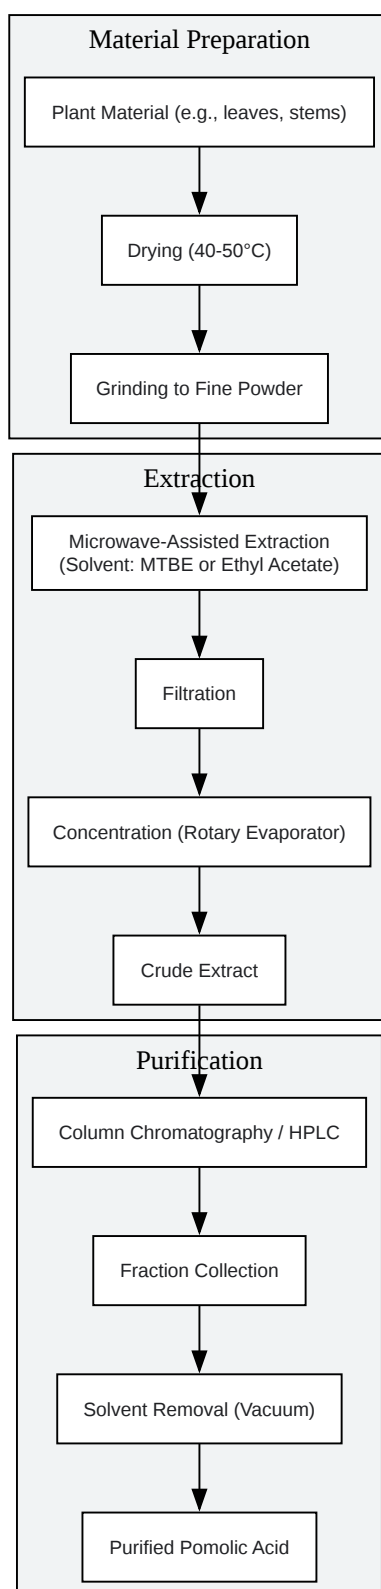 Material Preparation
Plant Material (e.g., leaves, stems)
Drying (40-50°C)
Grinding to Fine Powder
Extraction
Microwave-Assisted Extraction
(Solvent: MTBE or Ethyl Acetate)
Filtration
Concentration (Rotary Evaporator)
Crude Extract
Purification
Column Chromatography / HPLC
Fraction Collection
Solvent Removal (Vacuum)
Purified Pomolic Acid